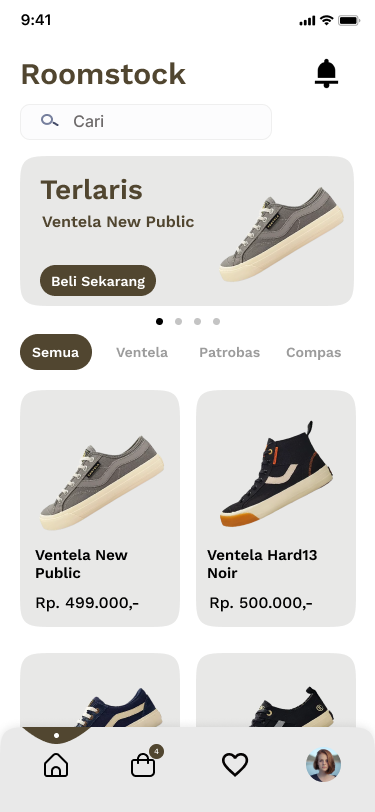 9:41
Roomstock
Cari
Terlaris
Ventela New Public
Beli Sekarang
Semua Ventela Patrobas Compas
Ventela New
Public
Rp. 499.000,-
Ventela Hard13
Noir
Rp. 500.000,-
4